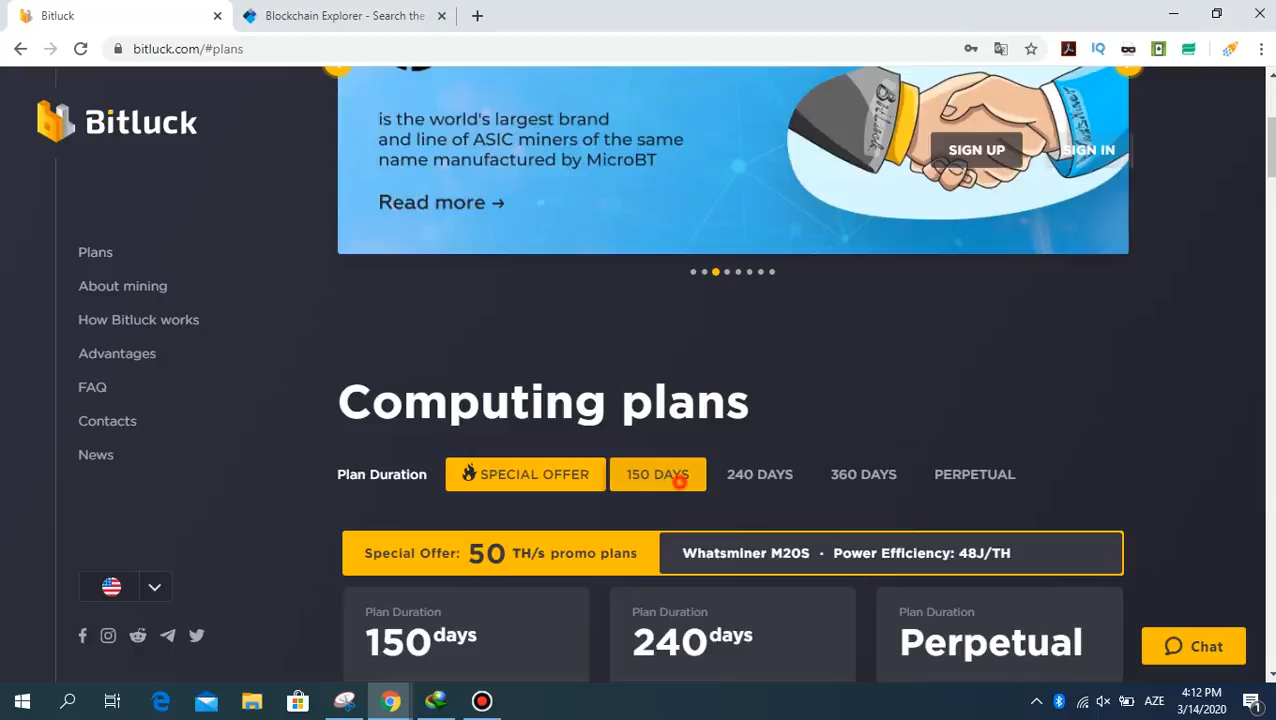 Bitluck
Blockchain Explorer - Search the
bitluck.com/#plans
IQ
Bitluck
is the world's largest brand
and line of ASIC miners of the same
name manufactured by MicroBT
Read more →
Bitluck
SIGN UP
SIGN IN
Plans
About mining
How Bitluck works
Advantages
FAQ
Contacts
News
Computing plans
Plan Duration
SPECIAL OFFER
150 DAYS
240 DAYS
360 DAYS
PERPETUAL
Special Offer: 50 TH/s promo plans
Whatsminer M20S · Power Efficiency: 48J/TH
Plan Duration
150 days
Plan Duration
240 days
Plan Duration
Perpetual
Chat
AZE
4:12 PM
3/14/2020
1